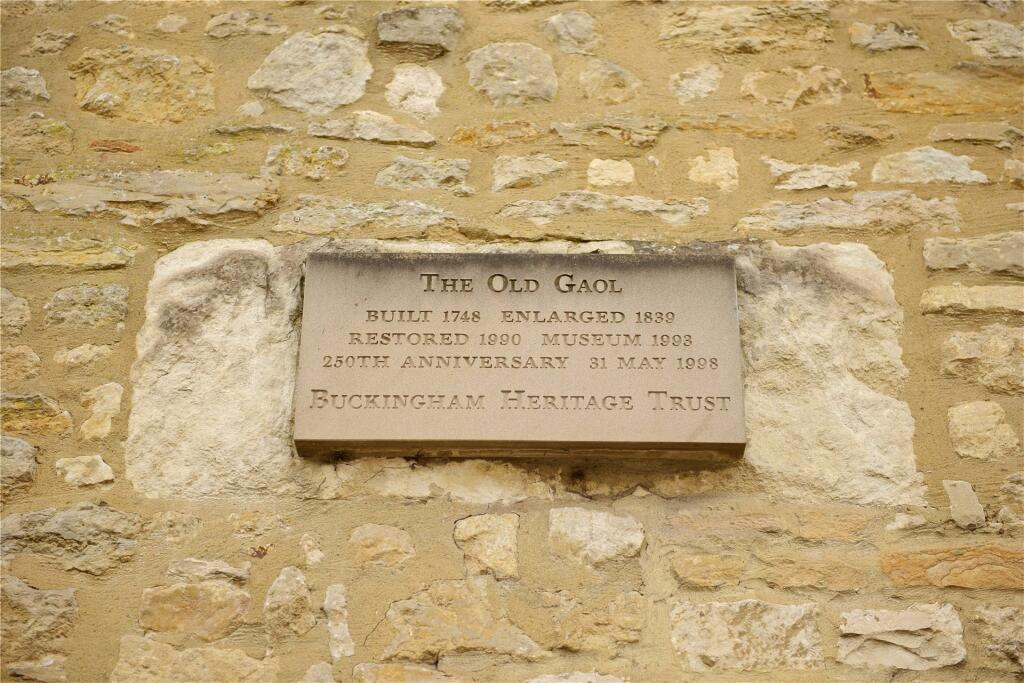 The Old Gaol
BUILT 1748 ENLARGED 1839
RESTORED 1990 MUSEUM 1993
250TH ANNIVERSARY 31 MAY 1998
Buckingham Heritage Trust